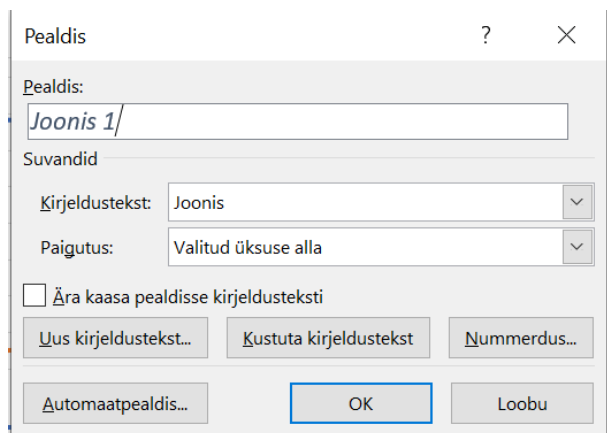 Pealdis ?
Pealdis:
Joonis 1
Suvandid
Kirjeldustekst: Joonis
Paigutus: Valitud üksuse alla
Ära kaasa pealdisse kirjeldusteksti
Uus kirjeldustekst... Kustuta kirjeldustekst Nummerdus...
Automaatpealdis... OK Loobu